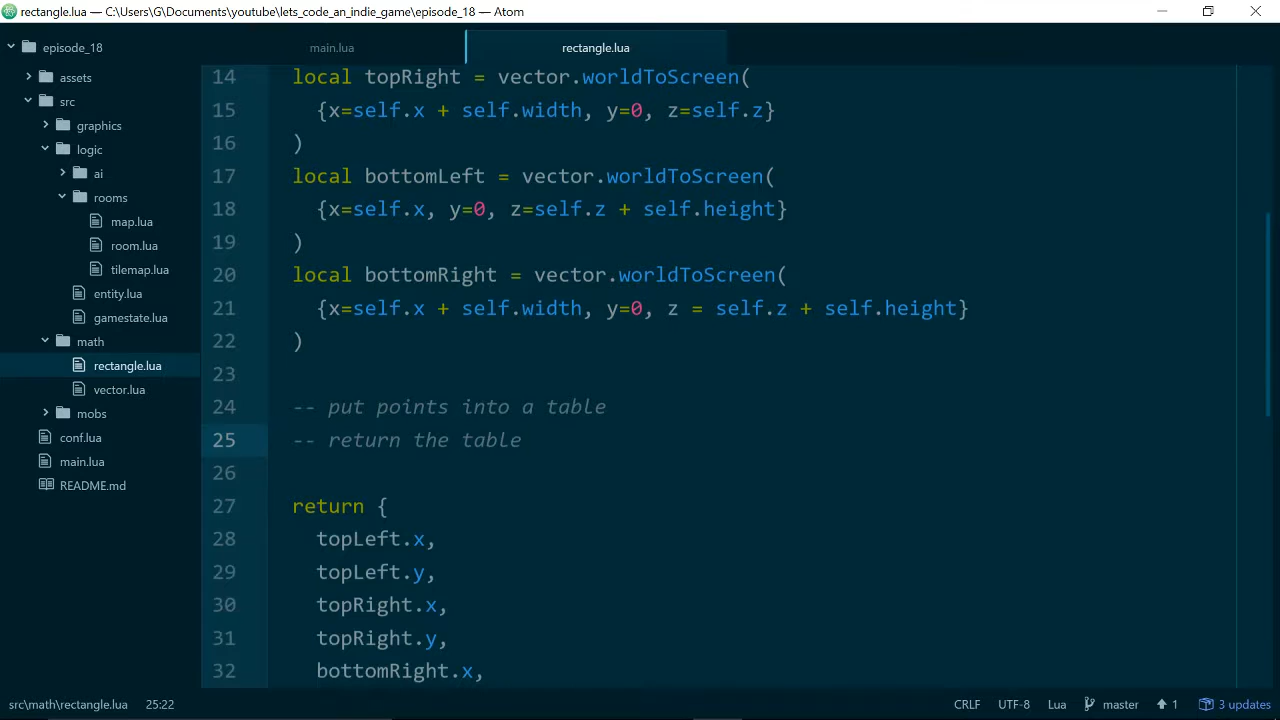 rectangle.lua — C:\Users\G\Documents\youtube\lets_code_an_indie_game\episode_18 — Atom
episode_18
assets
src
graphics
logic
ai
rooms
map.lua
room.lua
tilemap.lua
entity.lua
gamestate.lua
math
rectangle.lua
vector.lua
mobs
conf.lua
main.lua
README.md
main.lua rectangle.lua
14 local topRight = vector.worldToScreen(
15 {x=self.x + self.width, y=0, z=self.z}
16 )
17 local bottomLeft = vector.worldToScreen(
18 {x=self.x, y=0, z=self.z + self.height}
19 )
20 local bottomRight = vector.worldToScreen(
21 {x=self.x + self.width, y=0, z = self.z + self.height}
22 )
23
24 -- put points into a table
25 -- return the table
26
27 return {
28 topLeft.x,
29 topLeft.y,
30 topRight.x,
31 topRight.y,
32 bottomRight.x,
src\math\rectangle.lua 25:22 CRLF UTF-8 Lua master 1 3 updates